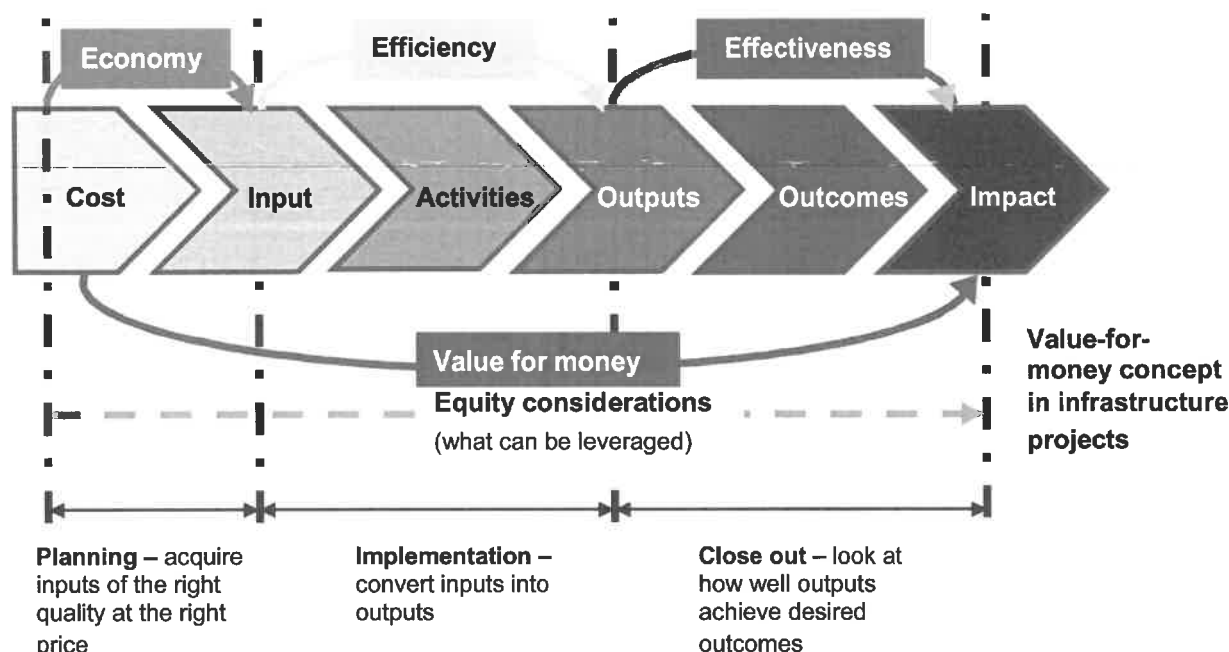 Economy
Efficiency
Effectiveness
Cost
Input
Activities
Outputs
Outcomes
Impact
Value for money
Equity considerations
(what can be leveraged)
Value-for-
money concept
in infrastructure
projects
Planning – acquire
inputs of the right
quality at the right
price
Implementation –
convert inputs into
outputs
Close out – look at
how well outputs
achieve desired
outcomes